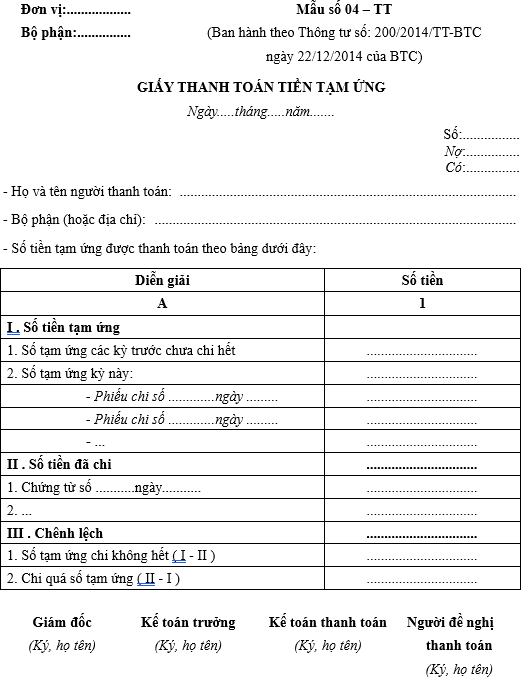 Đơn vị:.................. Mẫu số 04 – TT
Bộ phận:............... (Ban hành theo Thông tư số: 200/2014/TT-BTC
ngày 22/12/2014 của BTC)
GIẤY THANH TOÁN TIỀN TẠM ỨNG
Ngày.....tháng.....năm.......
Số:................
Nợ:...............
Có:...............
- Họ và tên người thanh toán: ..........................................................................................
- Bộ phận (hoặc địa chỉ): ................................................................................................
- Số tiền tạm ứng được thanh toán theo bảng dưới đây:
Diễn giải Số tiền
A 1
I . Số tiền tạm ứng
1. Số tạm ứng các kỳ trước chưa chi hết ...............................
2. Số tạm ứng kỳ này: ...............................
- Phiếu chi số .............ngày ......... ...............................
- Phiếu chi số .............ngày ......... ...............................
- ... ...............................
II . Số tiền đã chi ...............................
1. Chứng từ số ...........ngày........... ...............................
2. ... ...............................
III . Chênh lệch ...............................
1. Số tạm ứng chi không hết ( I - II ) ...............................
2. Chi quá số tạm ứng ( II - I ) ...............................
Giám đốc Kế toán trưởng Kế toán thanh toán Người đề nghị
(Ký, họ tên) (Ký, họ tên) (Ký, họ tên) thanh toán
(Ký, họ tên)